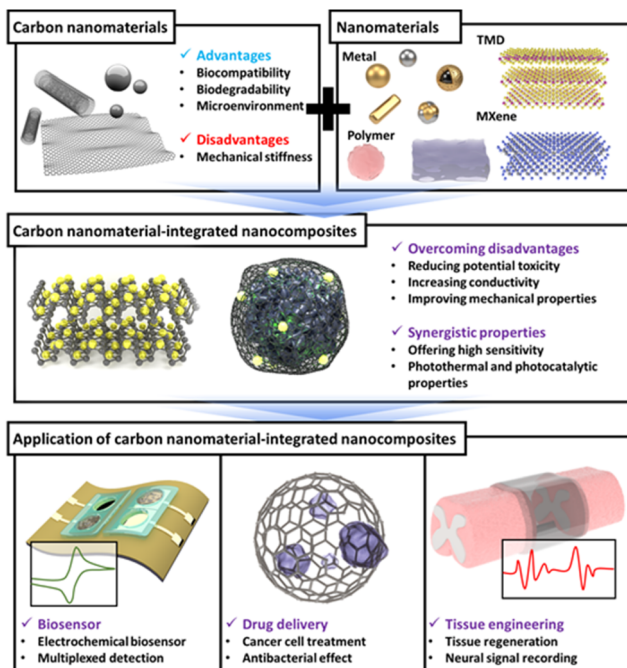 Carbon nanomaterials
✓ Advantages
• Biocompatibility
• Biodegradability
• Microenvironment
✓ Disadvantages
• Mechanical stiffness
Nanomaterials
Metal
TMD
Polymer
MXene
Carbon nanomaterial-integrated nanocomposites
✓ Overcoming disadvantages
• Reducing potential toxicity
• Increasing conductivity
• Improving mechanical properties
✓ Synergistic properties
• Offering high sensitivity
• Photothermal and photocatalytic
properties
Application of carbon nanomaterial-integrated nanocomposites
✓ Biosensor
• Electrochemical biosensor
• Multiplexed detection
✓ Drug delivery
• Cancer cell treatment
• Antibacterial effect
✓ Tissue engineering
• Tissue regeneration
• Neural signal recording